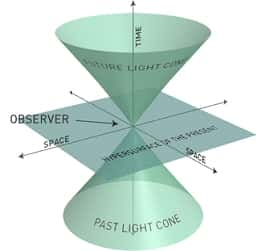 TIME
FUTURE LIGHT CONE
OBSERVER
SPACE
HYPERSURFACE OF THE PRESENT
SPACE
PAST LIGHT CONE